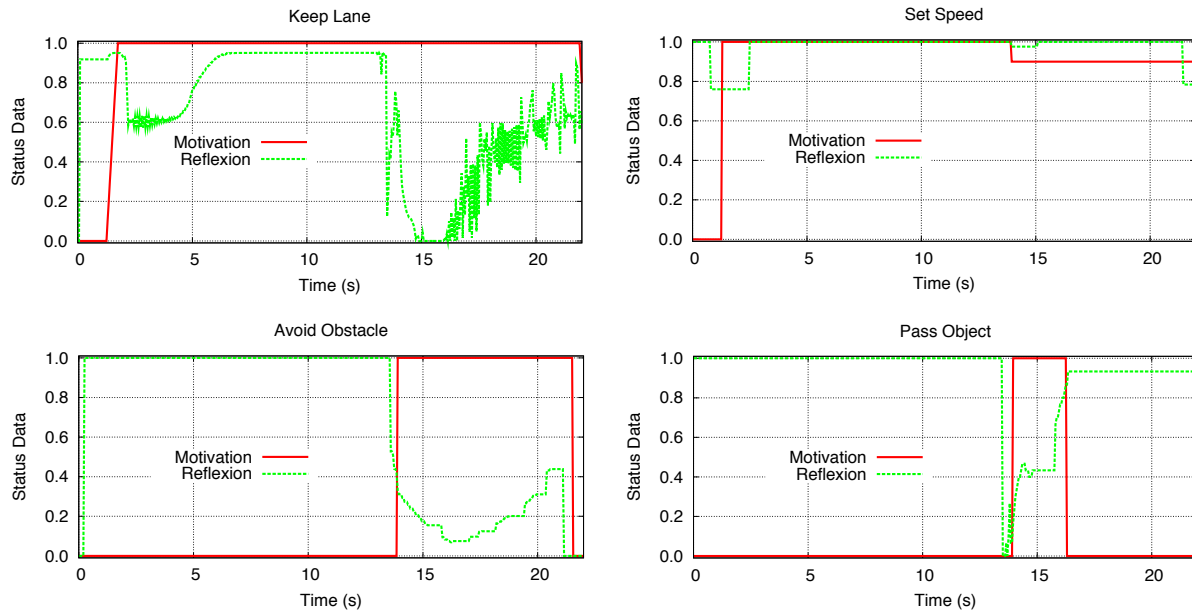 Keep Lane
1.0
0.8
0.6
0.4
0.2
0.0
Status Data
Motivation
Reflexion
0
5
10
15
20
Time (s)
Set Speed
1.0
0.8
0.6
0.4
0.2
0.0
Status Data
Motivation
Reflexion
0
5
10
15
20
Time (s)
Avoid Obstacle
1.0
0.8
0.6
0.4
0.2
0.0
Status Data
Motivation
Reflexion
0
5
10
15
20
Time (s)
Pass Object
1.0
0.8
0.6
0.4
0.2
0.0
Status Data
Motivation
Reflexion
0
5
10
15
20
Time (s)